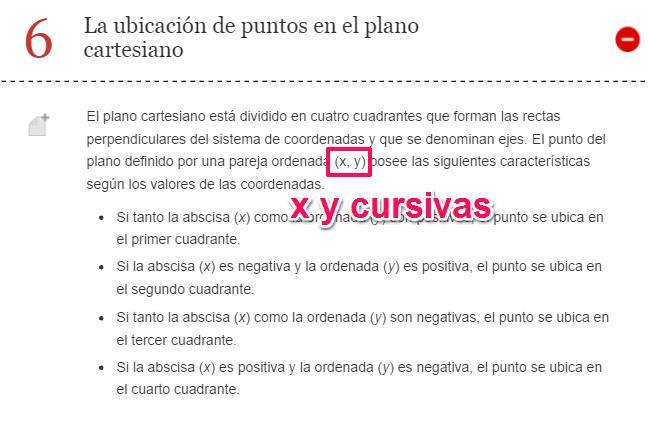 6
La ubicación de puntos en el plano
cartesiano
El plano cartesiano está dividido en cuatro cuadrantes que forman las rectas
perpendiculares del sistema de coordenadas y que se denominan ejes. El punto del
plano definido por una pareja ordenada (x, y) posee las siguientes características
según los valores de las coordenadas.
x y cursivas
• Si tanto la abscisa (x) como la ordenada (y) son positivas, el punto se ubica en
el primer cuadrante.
• Si la abscisa (x) es negativa y la ordenada (y) es positiva, el punto se ubica en
el segundo cuadrante.
• Si tanto la abscisa (x) como la ordenada (y) son negativas, el punto se ubica en
el tercer cuadrante.
• Si la abscisa (x) es positiva y la ordenada (y) es negativa, el punto se ubica en
el cuarto cuadrante.